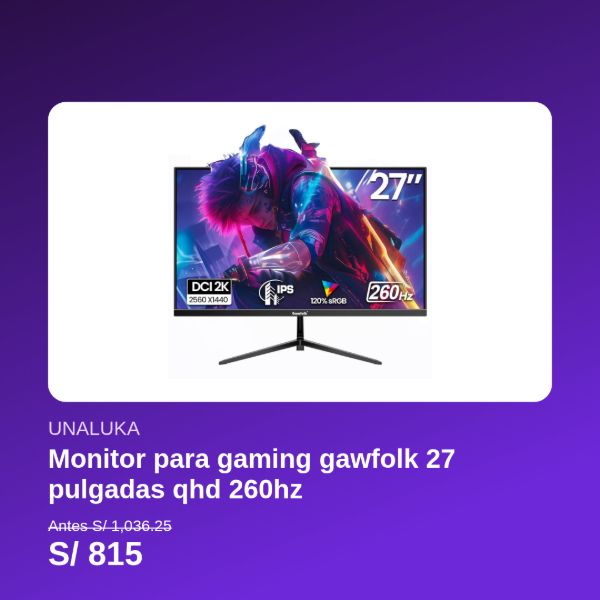 27”
DCI 2K
2560 X1440
IPS
120% sRGB
260Hz
Gawfolk
UNALUKA
Monitor para gaming gawfolk 27
pulgadas qhd 260hz
Antes S/ 1,036.25
S/ 815